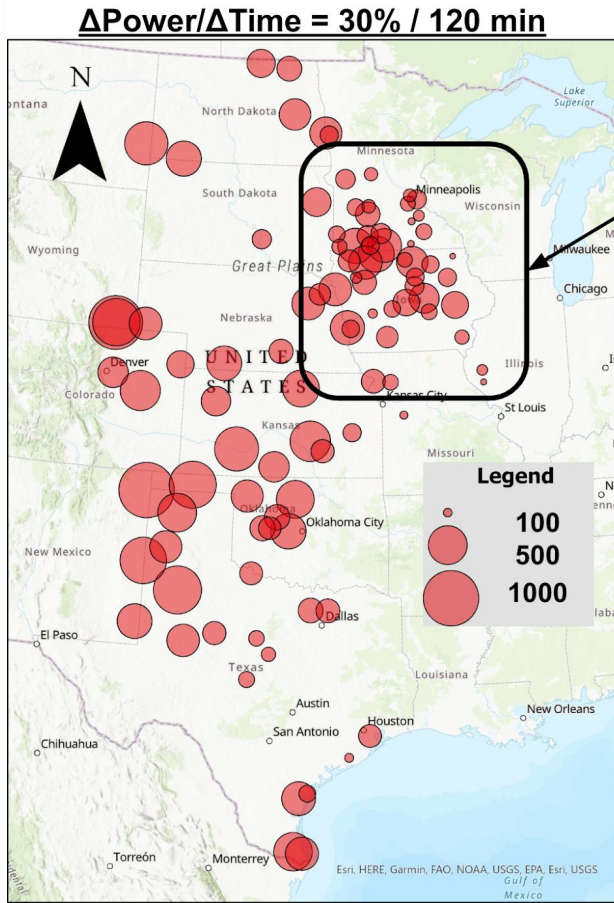 ΔPower/ΔTime = 30% / 120 min
N
ontana
Lake
Superior
North Dakota
Minnesota
Minneapolis
South Dakota
Wisconsin
M
Wyoming
Great Plains
Milwaukee
Iowa
Chicago
Nebraska
UNITED
STATES
Denver
Illinois
I
Colorado
Kansas City
St Louis
Kansas
Missouri
Legend
100
500
1000
N
enne
Oklahoma
Oklahoma City
New Mexico
labar
Dallas
El Paso
Texas
Louisiana
Austin
New Orleans
Houston
San Antonio
Chihuahua
Torreón
Monterrey
Esri, HERE, Garmin, FAO, NOAA, USGS, EPA, Esri, USGS
Gulf of
Mexico